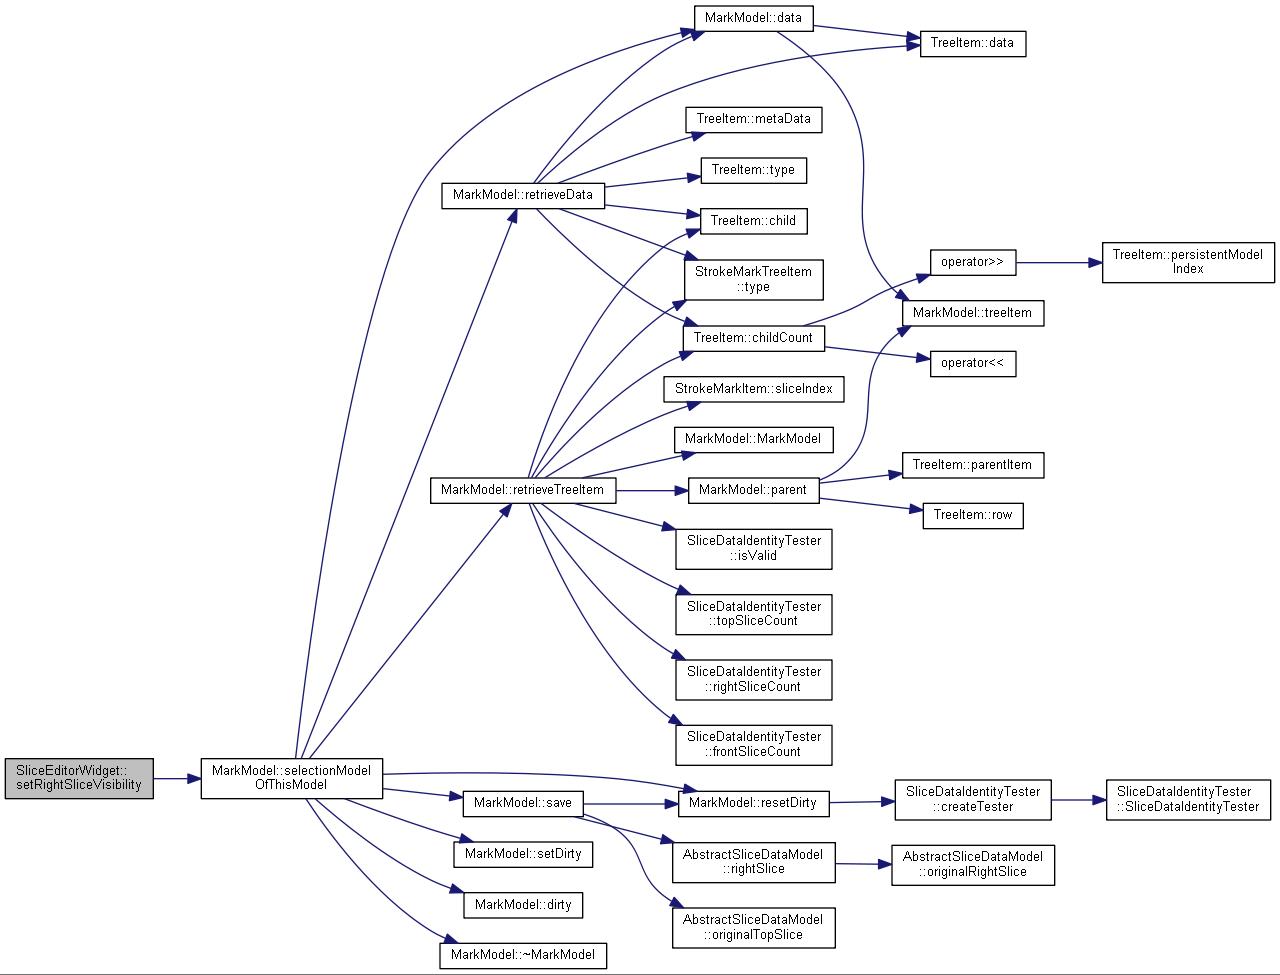 MarkModel::data
TreeItem::data
TreeItem::metaData
TreeItem::type
MarkModel::retrieveData
TreeItem::child
operator>>
TreeItem::persistentModel
Index
StrokeMarkTreeItem
::type
MarkModel::treeItem
TreeItem::childCount
operator<<
StrokeMarkItem::sliceIndex
MarkModel::MarkModel
TreeItem::parentItem
MarkModel::retrieveTreeItem
MarkModel::parent
TreeItem::row
SliceDataIdentityTester
::isValid
SliceDataIdentityTester
::topSliceCount
SliceDataIdentityTester
::rightSliceCount
SliceDataIdentityTester
::frontSliceCount
SliceEditorWidget::
setRightSliceVisibility
MarkModel::selectionModel
OfThisModel
MarkModel::save
MarkModel::resetDirty
SliceDataIdentityTester
::createTester
SliceDataIdentityTester
::SliceDataIdentityTester
MarkModel::setDirty
AbstractSliceDataModel
::rightSlice
AbstractSliceDataModel
::originalRightSlice
MarkModel::dirty
AbstractSliceDataModel
::originalTopSlice
MarkModel::~MarkModel